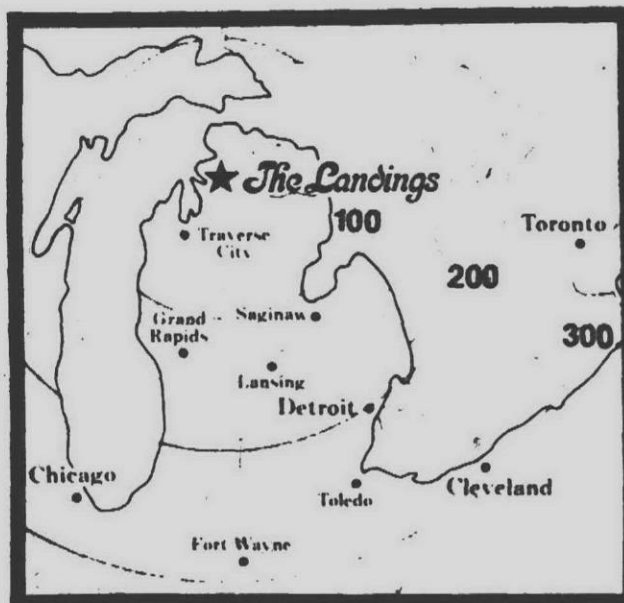 The Landings
100
Traverse
City
Toronto
200
Grand
Rapids
Saginaw
300
Lansing
Detroit
Chicago
Toledo
Cleveland
Fort Wayne